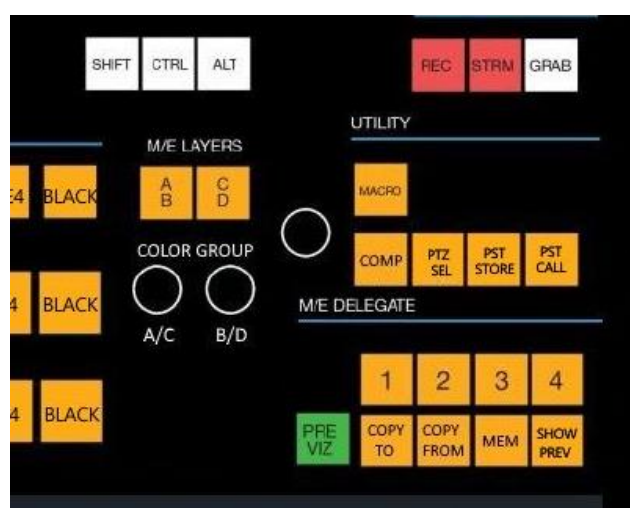 SHIFT CTRL ALT
REC STRM GRAB
UTILITY
M/E LAYERS
E4 BLACK
A
B
C
D
MACRO
COLOR GROUP
COMP
PTZ
SEL
PST
STORE
PST
CALL
4 BLACK
A/C B/D
M/E DELEGATE
1 2 3 4
4 BLACK
PRE
VIZ
COPY
TO
COPY
FROM
MEM
SHOW
PREV